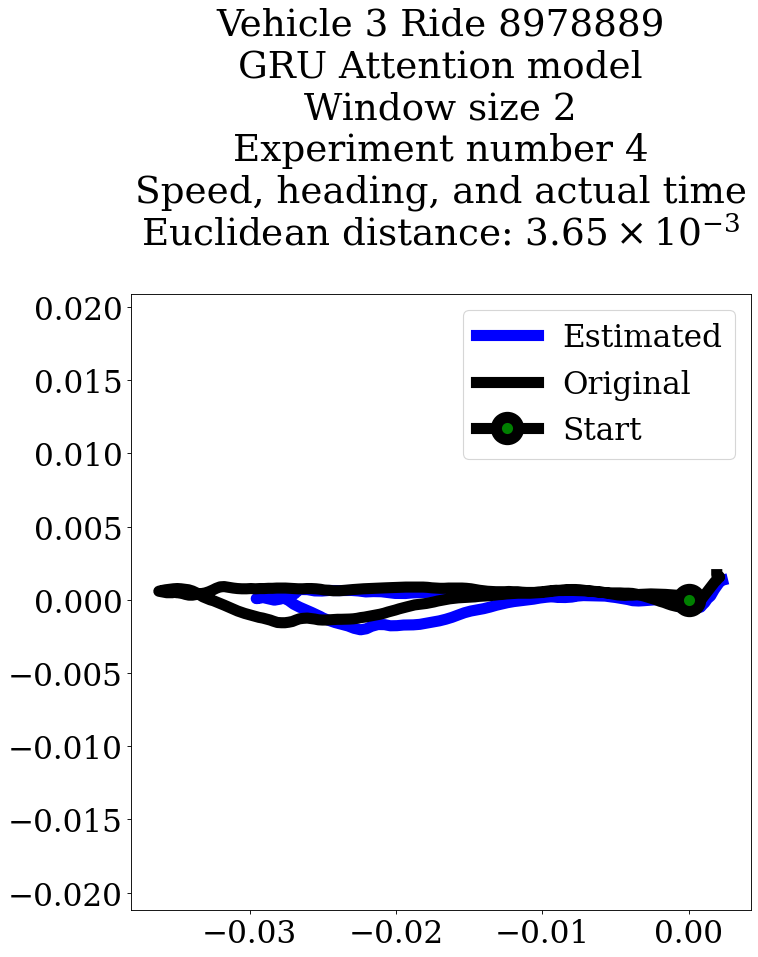 Vehicle 3 Ride 8978889
GRU Attention model
Window size 2
Experiment number 4
Speed, heading, and actual time
Euclidean distance: 3.65 × 10⁻³
Estimated
Original
Start
0.020
0.015
0.010
0.005
0.000
−0.005
−0.010
−0.015
−0.020
−0.03 −0.02 −0.01 0.00